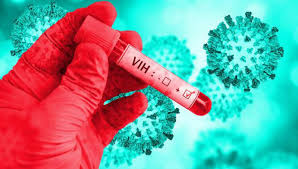 VIH : ☐ - ☑ +